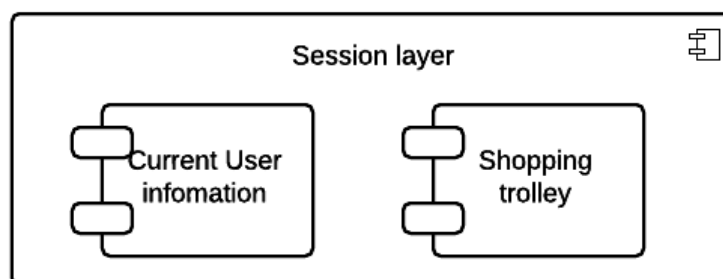 Session layer
Current User
infomation
Shopping
trolley